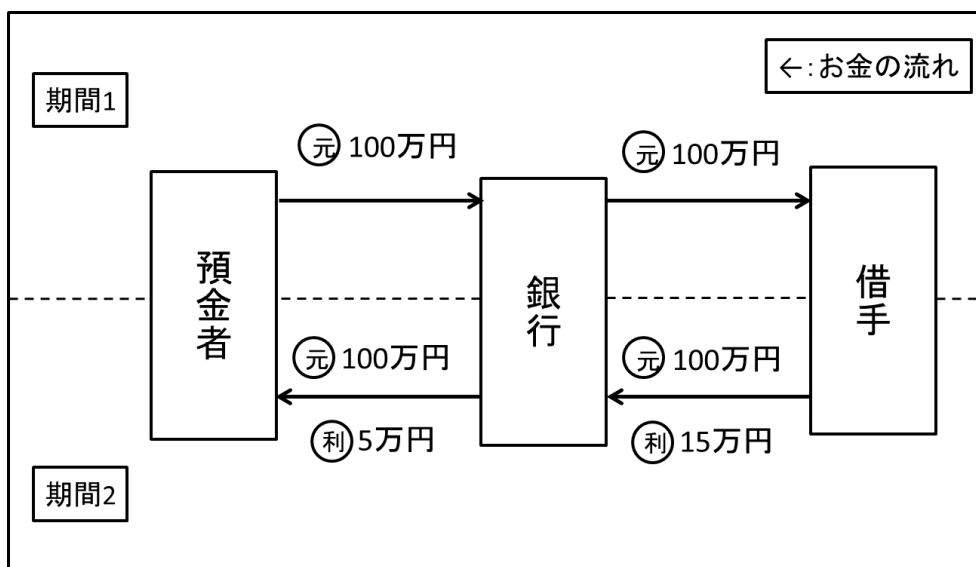 ←:お金の流れ
期間1
元 100万円
元 100万円
預金者
銀行
借手
元 100万円
元 100万円
利 5万円
利 15万円
期間2